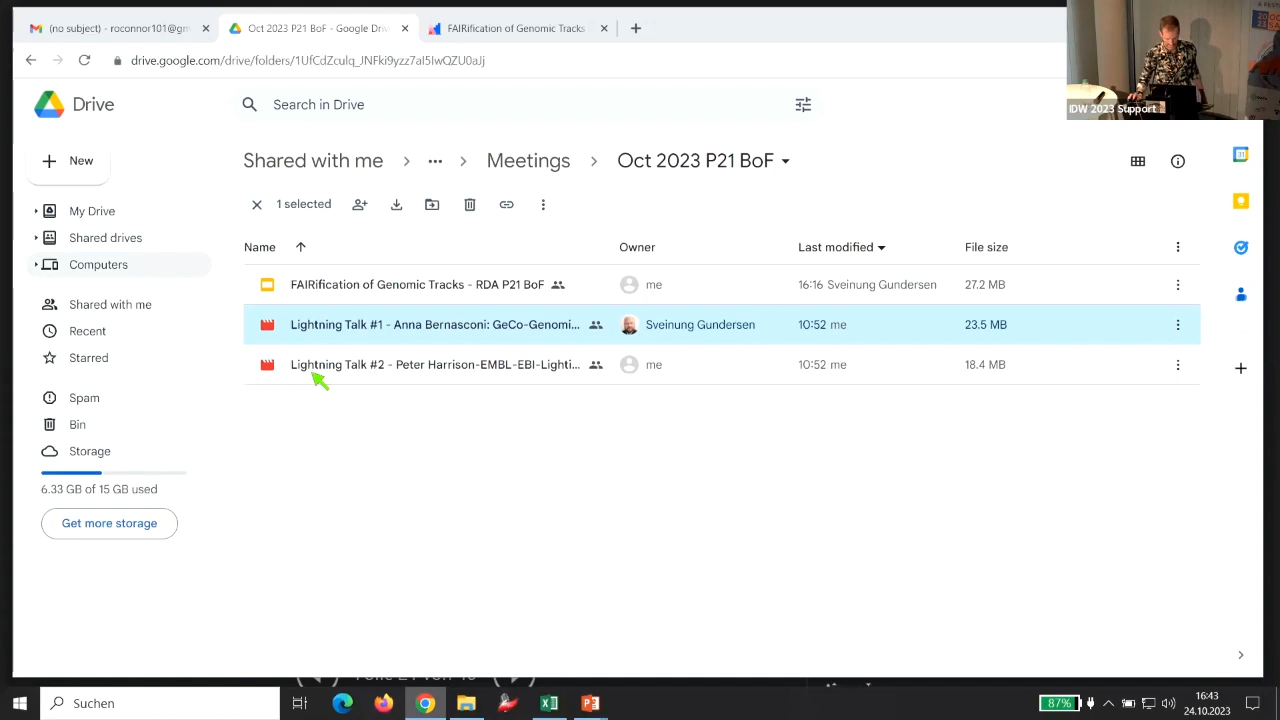 (no subject) - roconnor101@gm
Oct 2023 P21 BoF - Google Driv
FAIRification of Genomic Tracks
drive.google.com/drive/folders/1UfCdZculq_JNFki9yzz7aI5IwQZU0aJj
Drive
Search in Drive
IDW 2023 Support
New
Shared with me
Meetings
Oct 2023 P21 BoF
1 selected
My Drive
Shared drives
Computers
Shared with me
Recent
Starred
Spam
Bin
Storage
6.33 GB of 15 GB used
Get more storage
Name
Owner
Last modified
File size
FAIRification of Genomic Tracks - RDA P21 BoF
me
16:16 Sveinung Gundersen
27.2 MB
Lightning Talk #1 - Anna Bernasconi: GeCo-Genomi...
Sveinung Gundersen
10:52 me
23.5 MB
Lightning Talk #2 - Peter Harrison-EMBL-EBI-Lighti...
me
10:52 me
18.4 MB
Suchen
87%
16:43
24.10.2023